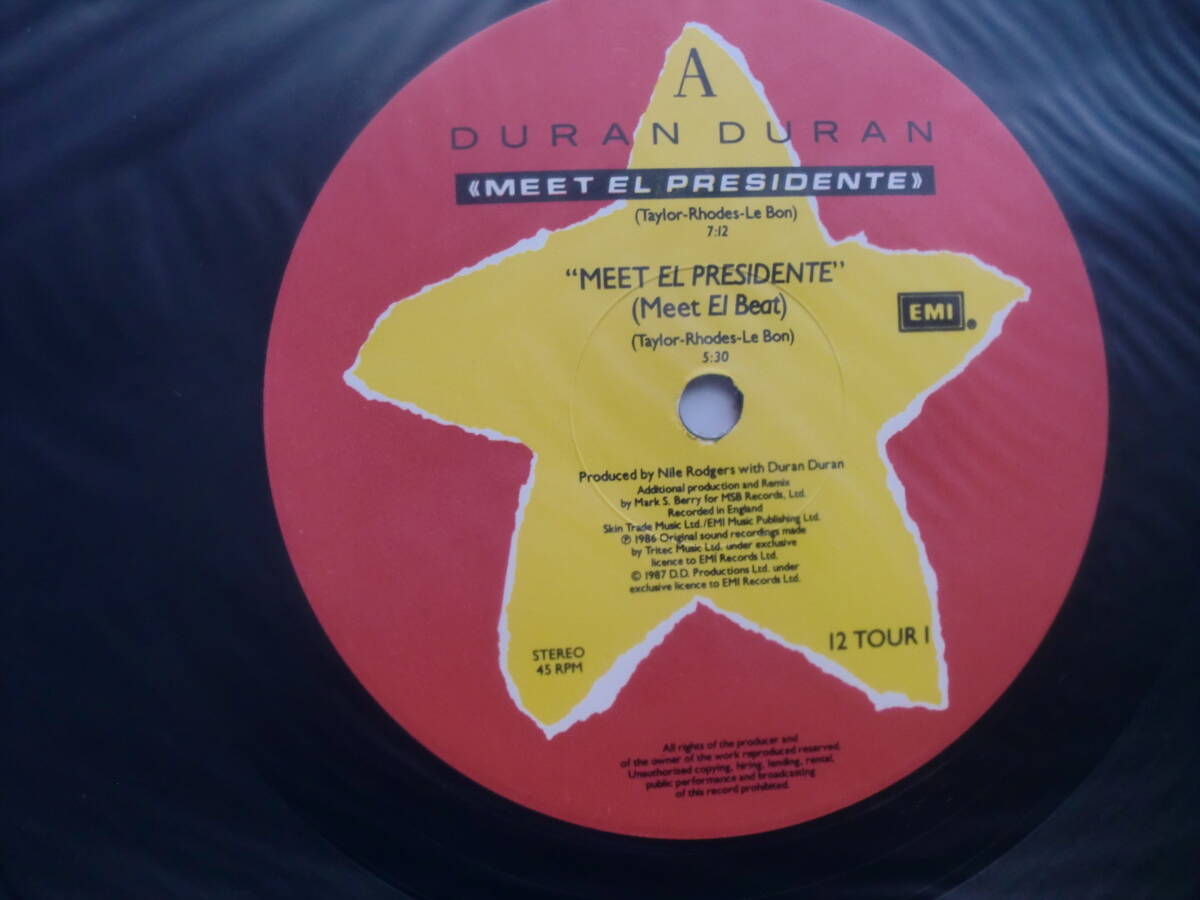 A
DURAN DURAN
《MEET EL PRESIDENTE》
(Taylor-Rhodes-Le Bon)
7:12
“MEET EL PRESIDENTE”
(Meet El Beat)
(Taylor-Rhodes-Le Bon)
5:30
EMI
Produced by Nile Rodgers with Duran Duran
Additional production and Remix
by Mark S. Berry for MSB Records, Ltd.
Recorded in England
Skin Trade Music Ltd./EMI Music Publishing Ltd.
℗ 1986 Original sound recordings made
by Tritec Music Ltd. under exclusive
licence to EMI Records Ltd.
© 1987 D.D. Productions Ltd. under
exclusive licence to EMI Records Ltd.
STEREO
45 RPM
12 TOUR 1
All rights of the producer and
of the owner of the work reproduced reserved.
Unauthorised copying, hiring, lending, rental,
public performance and broadcasting
of this record prohibited.